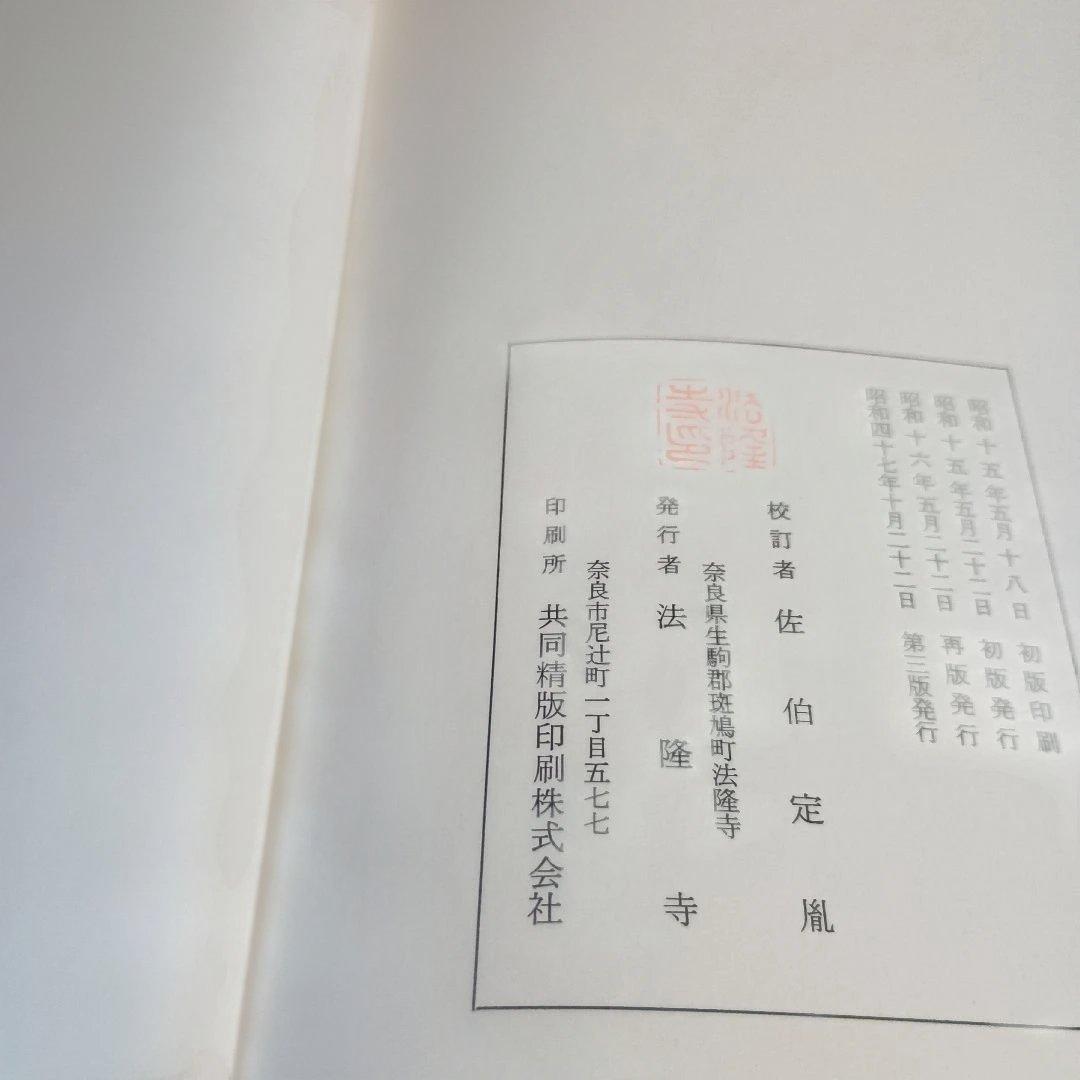 昭和十五年五月十八日 初版印刷
昭和十五年五月二十二日 初版発行
昭和十六年五月二十二日 再版発行
昭和四十七年十月二十二日 第三版発行
校訂者 佐伯定胤
奈良県生駒郡斑鳩町法隆寺
発行者 法隆寺
奈良市尼辻町一丁目五七七
印刷所 共同精版印刷株式会社